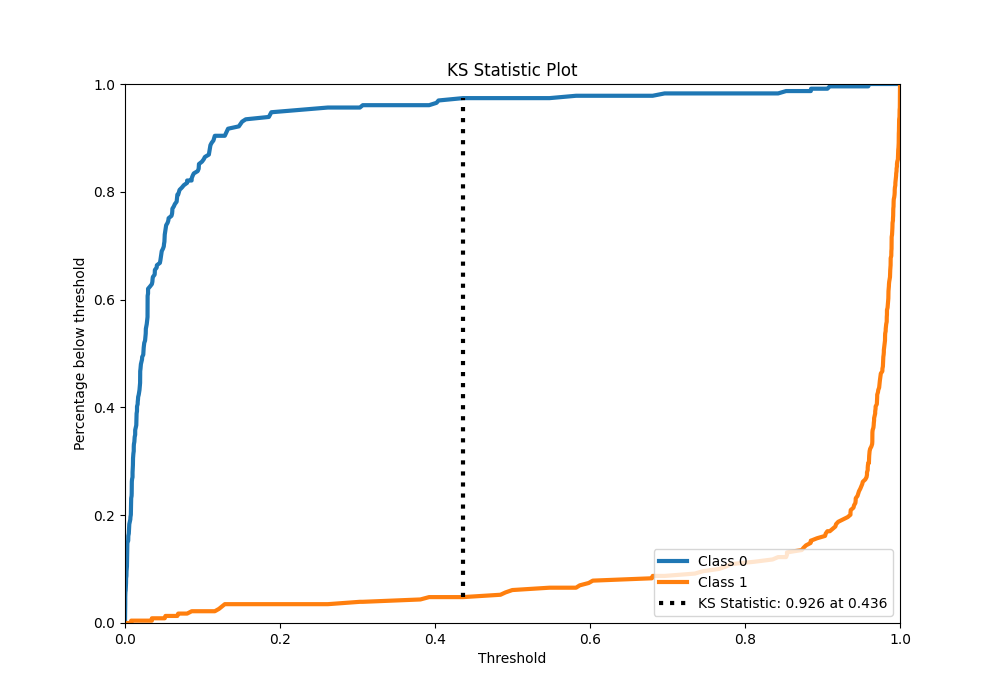 KS Statistic Plot
Percentage below threshold
1.0
0.8
0.6
0.4
0.2
0.0
0.0 0.2 0.4 0.6 0.8 1.0
Threshold
Class 0
Class 1
KS Statistic: 0.926 at 0.436